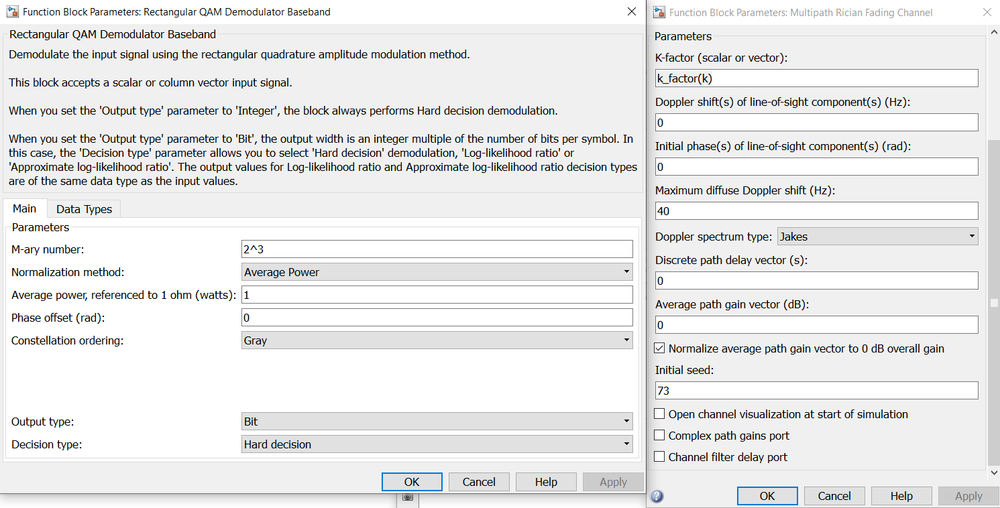 Function Block Parameters: Rectangular QAM Demodulator Baseband
Rectangular QAM Demodulator Baseband
Demodulate the input signal using the rectangular quadrature amplitude modulation method.
This block accepts a scalar or column vector input signal.
When you set the 'Output type' parameter to 'Integer', the block always performs Hard decision demodulation.
When you set the 'Output type' parameter to 'Bit', the output width is an integer multiple of the number of bits per symbol. In
this case, the 'Decision type' parameter allows you to select 'Hard decision' demodulation, 'Log-likelihood ratio' or
'Approximate log-likelihood ratio'. The output values for Log-likelihood ratio and Approximate log-likelihood ratio decision types
are of the same data type as the input values.
Main
Data Types
Parameters
M-ary number:
2^3
Normalization method:
Average Power
Average power, referenced to 1 ohm (watts):
1
Phase offset (rad):
0
Constellation ordering:
Gray
Output type:
Bit
Decision type:
Hard decision
OK
Cancel
Help
Apply
Function Block Parameters: Multipath Rician Fading Channel
Parameters
K-factor (scalar or vector):
k_factor(k)
Doppler shift(s) of line-of-sight component(s) (Hz):
0
Initial phase(s) of line-of-sight component(s) (rad):
0
Maximum diffuse Doppler shift (Hz):
40
Doppler spectrum type:
Jakes
Discrete path delay vector (s):
0
Average path gain vector (dB):
0
Normalize average path gain vector to 0 dB overall gain
Initial seed:
73
Open channel visualization at start of simulation
Complex path gains port
Channel filter delay port
?
OK
Cancel
Help
Apply